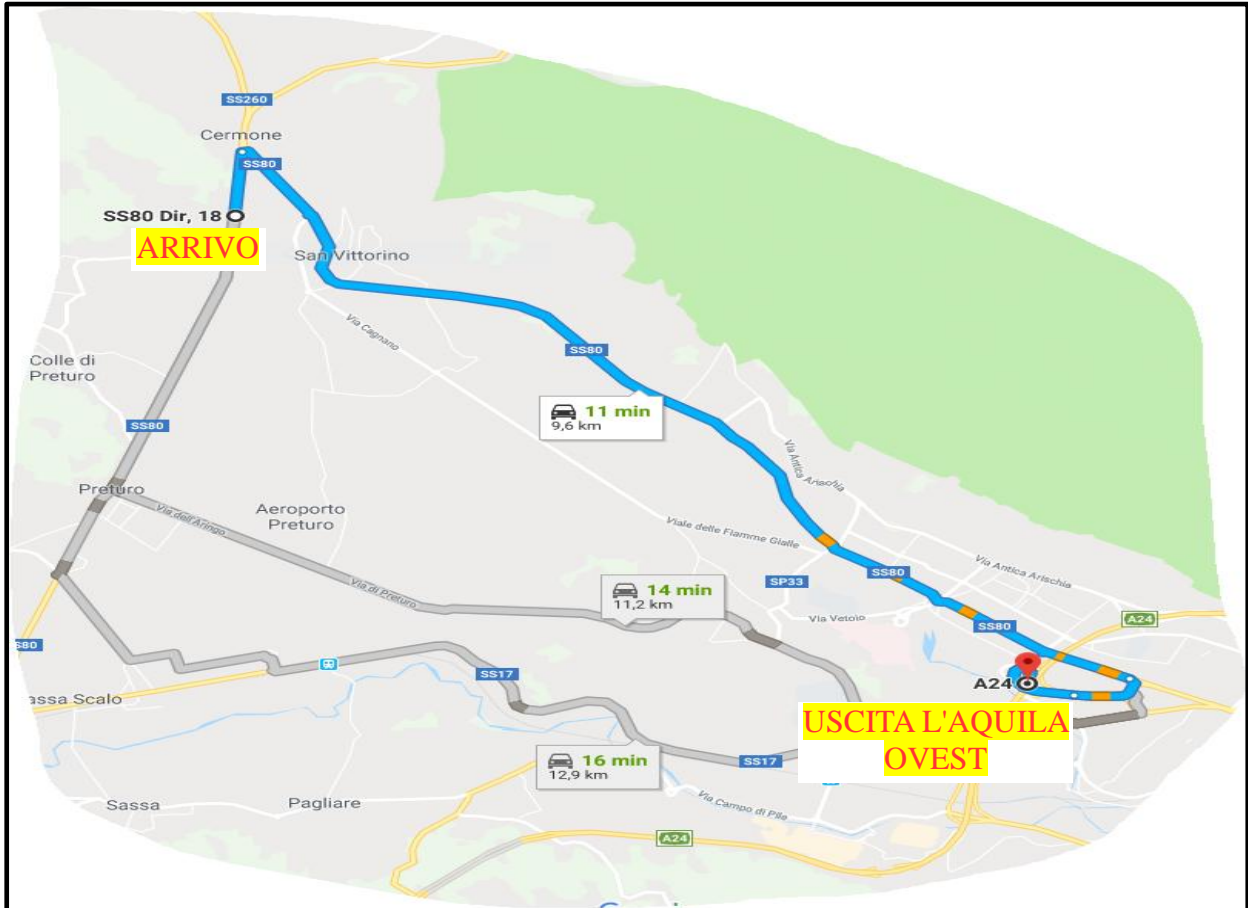 SS260
Cermone
SS80
SS80 Dir, 18
ARRIVO
San Vittorino
Via Cagnano
SS80
Colle di
Preturo
11 min
9,6 km
SS80
Via Antica Arischia
Preturo
Via dell'Aringo
Aeroporto
Preturo
Viale delle Fiamme Gialle
Via Antica Arischia
SS80
14 min
11,2 km
SP33
Via di Preturo
Via Vetoio
SS80
A24
S80
SS17
A24
assa Scalo
USCITA L'AQUILA
OVEST
16 min
12,9 km
SS17
Sassa
Pagliare
Via Campo di Pile
A24